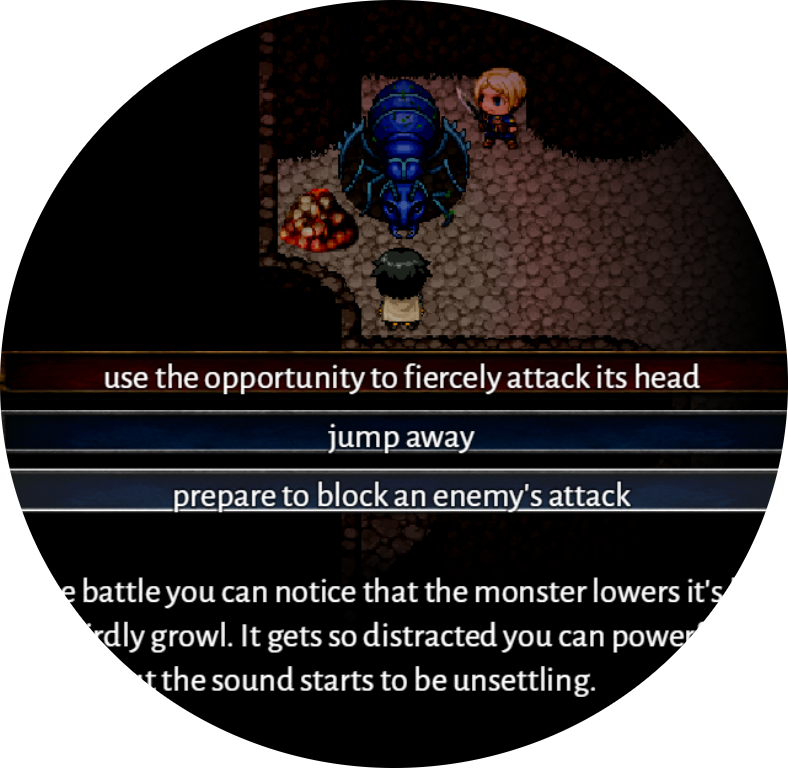 use the opportunity to fiercely attack its head
jump away
prepare to block an enemy's attack
battle you can notice that the monster lowers it's
growl. It gets so distracted you can
the sound starts to be unsettling.